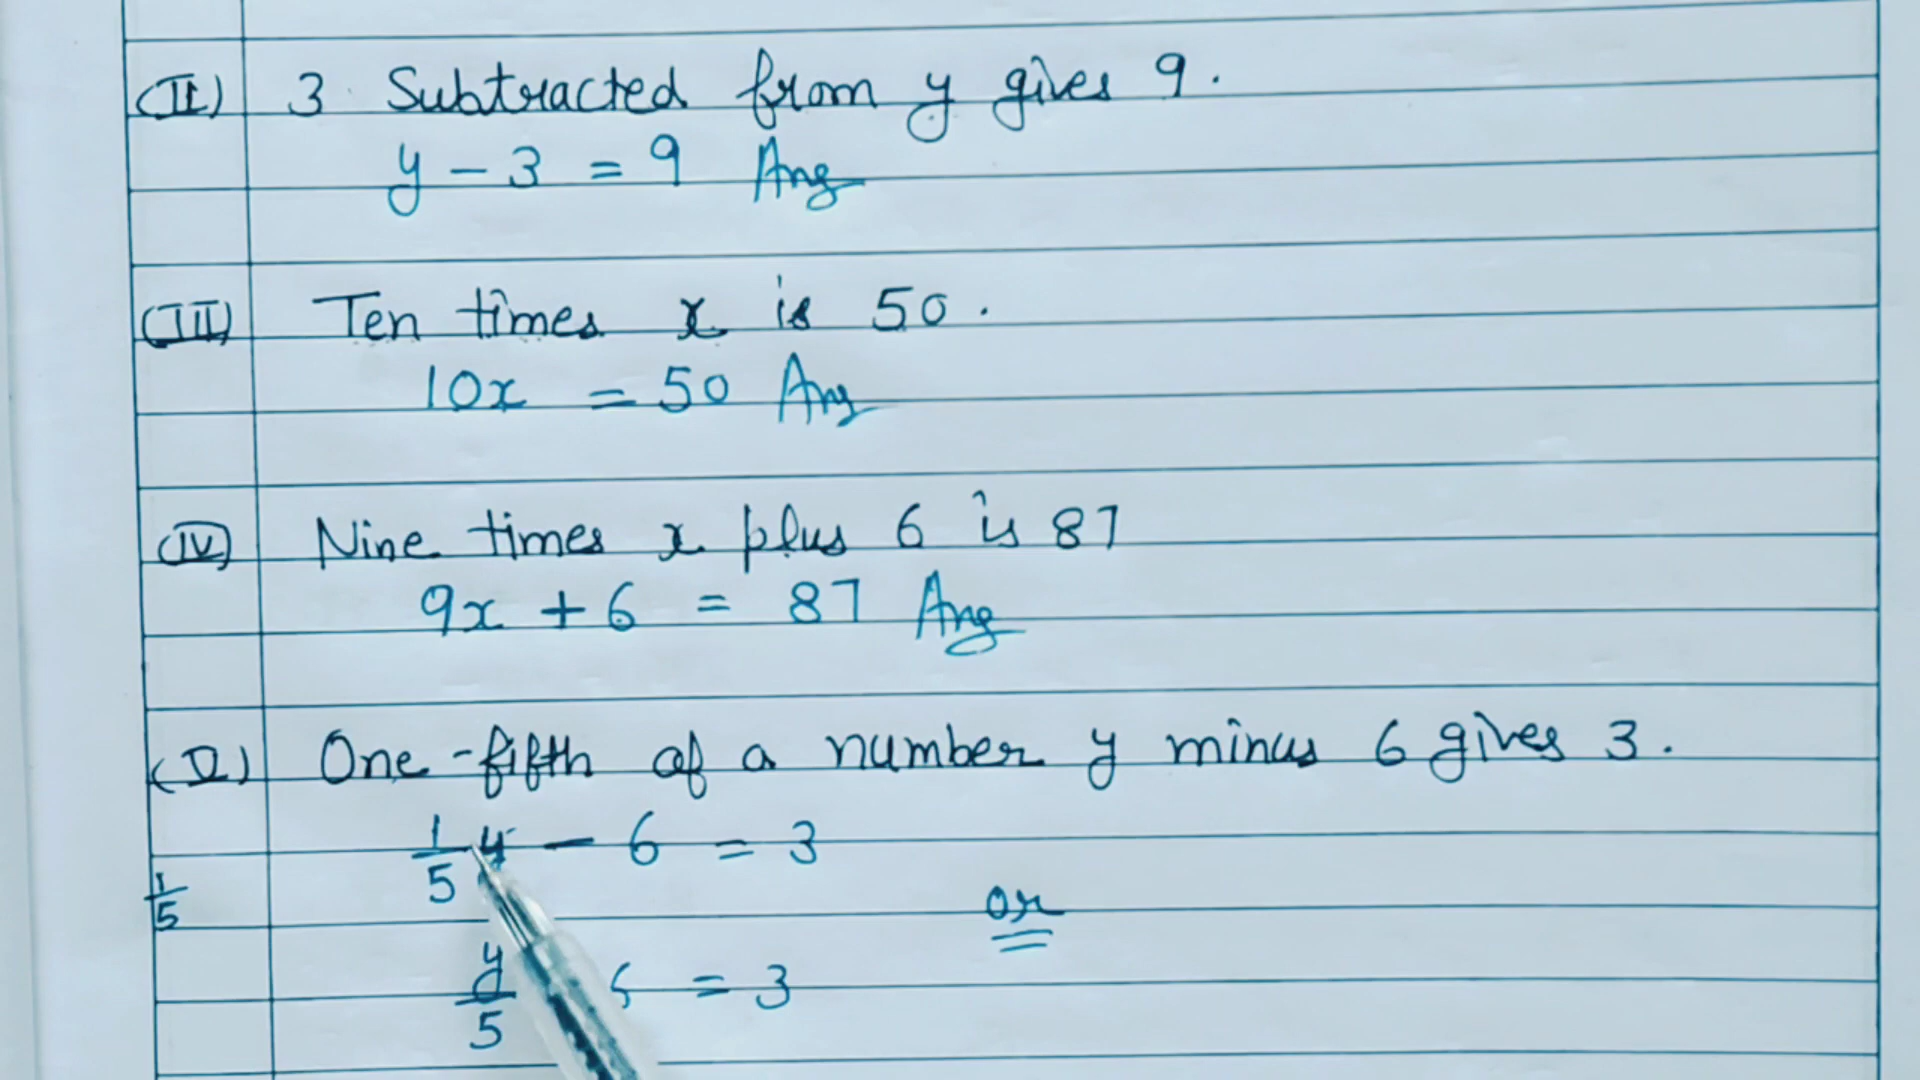 (II) 3 Subtracted from y gives 9.
y - 3 = 9 Ans
(III) Ten times x is 50.
10x = 50 Ans
(IV) Nine times x plus 6 is 87
9x + 6 = 87 Ans
(V) One-fifth of a number y minus 6 gives 3.
1/5 y - 6 = 3
1/5
or
y/5 6 = 3